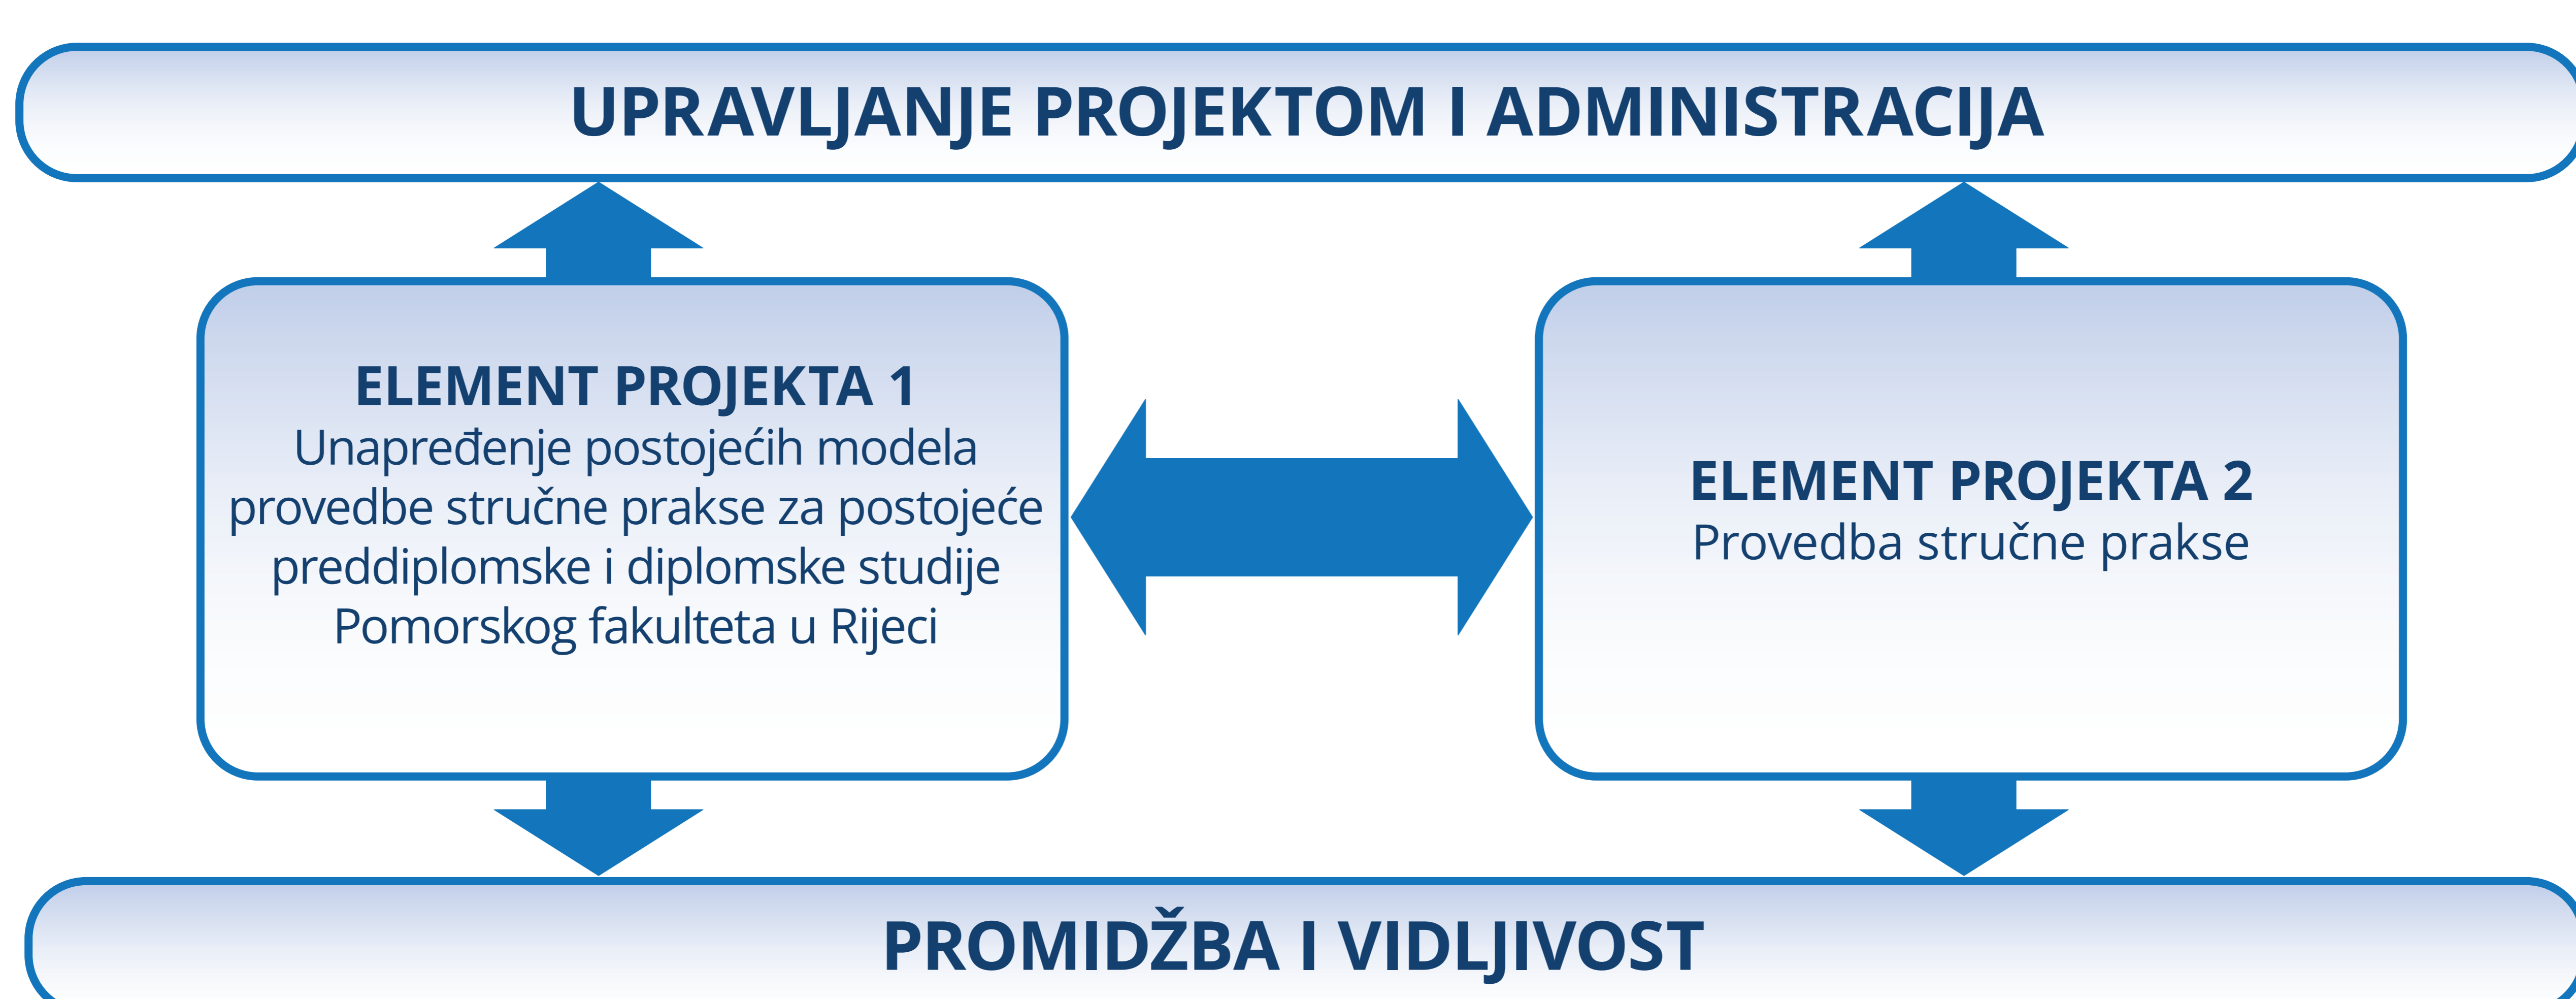 UPRAVLJANJE PROJEKTOM I ADMINISTRACIJA
ELEMENT PROJEKTA 1
Unapređenje postojećih modela
provedbe stručne prakse za postojeće
preddiplomske i diplomske studije
Pomorskog fakulteta u Rijeci
ELEMENT PROJEKTA 2
Provedba stručne prakse
PROMIDŽBA I VIDLJIVOST